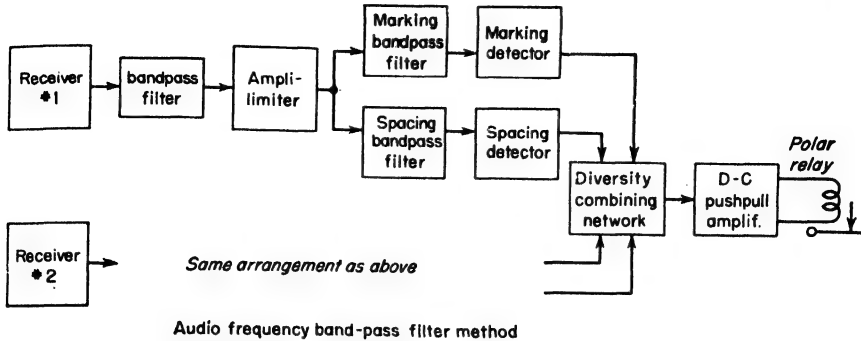 Receiver
#1
bandpass
filter
Ampli-
limiter
Marking
bandpass
filter
Marking
detector
Spacing
bandpass
filter
Spacing
detector
Diversity
combining
network
D-C
pushpull
amplif.
Polar
relay
Receiver
#2
Same arrangement as above
Audio frequency band-pass filter method